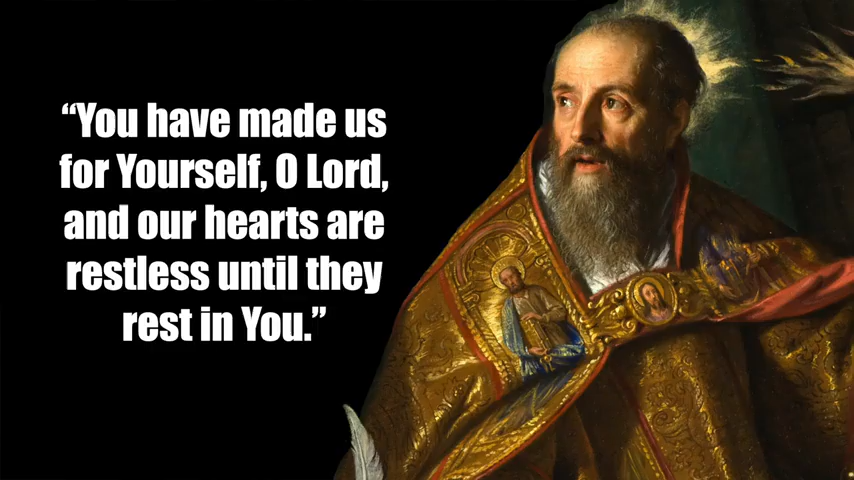 “You have made us
for Yourself, O Lord,
and our hearts are
restless until they
rest in You.”